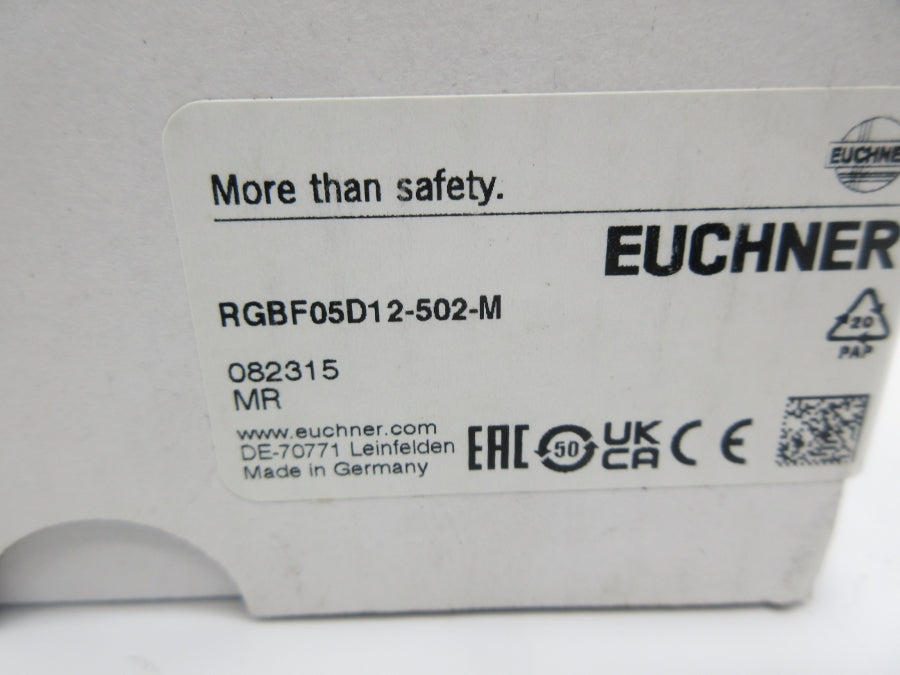 More than safety.
EUCHNE
EUCHNER
RGBF05D12-502-M
20
PAP
082315
MR
www.euchner.com
DE-70771 Leinfelden
Made in Germany
EAC 50 UK CA CE